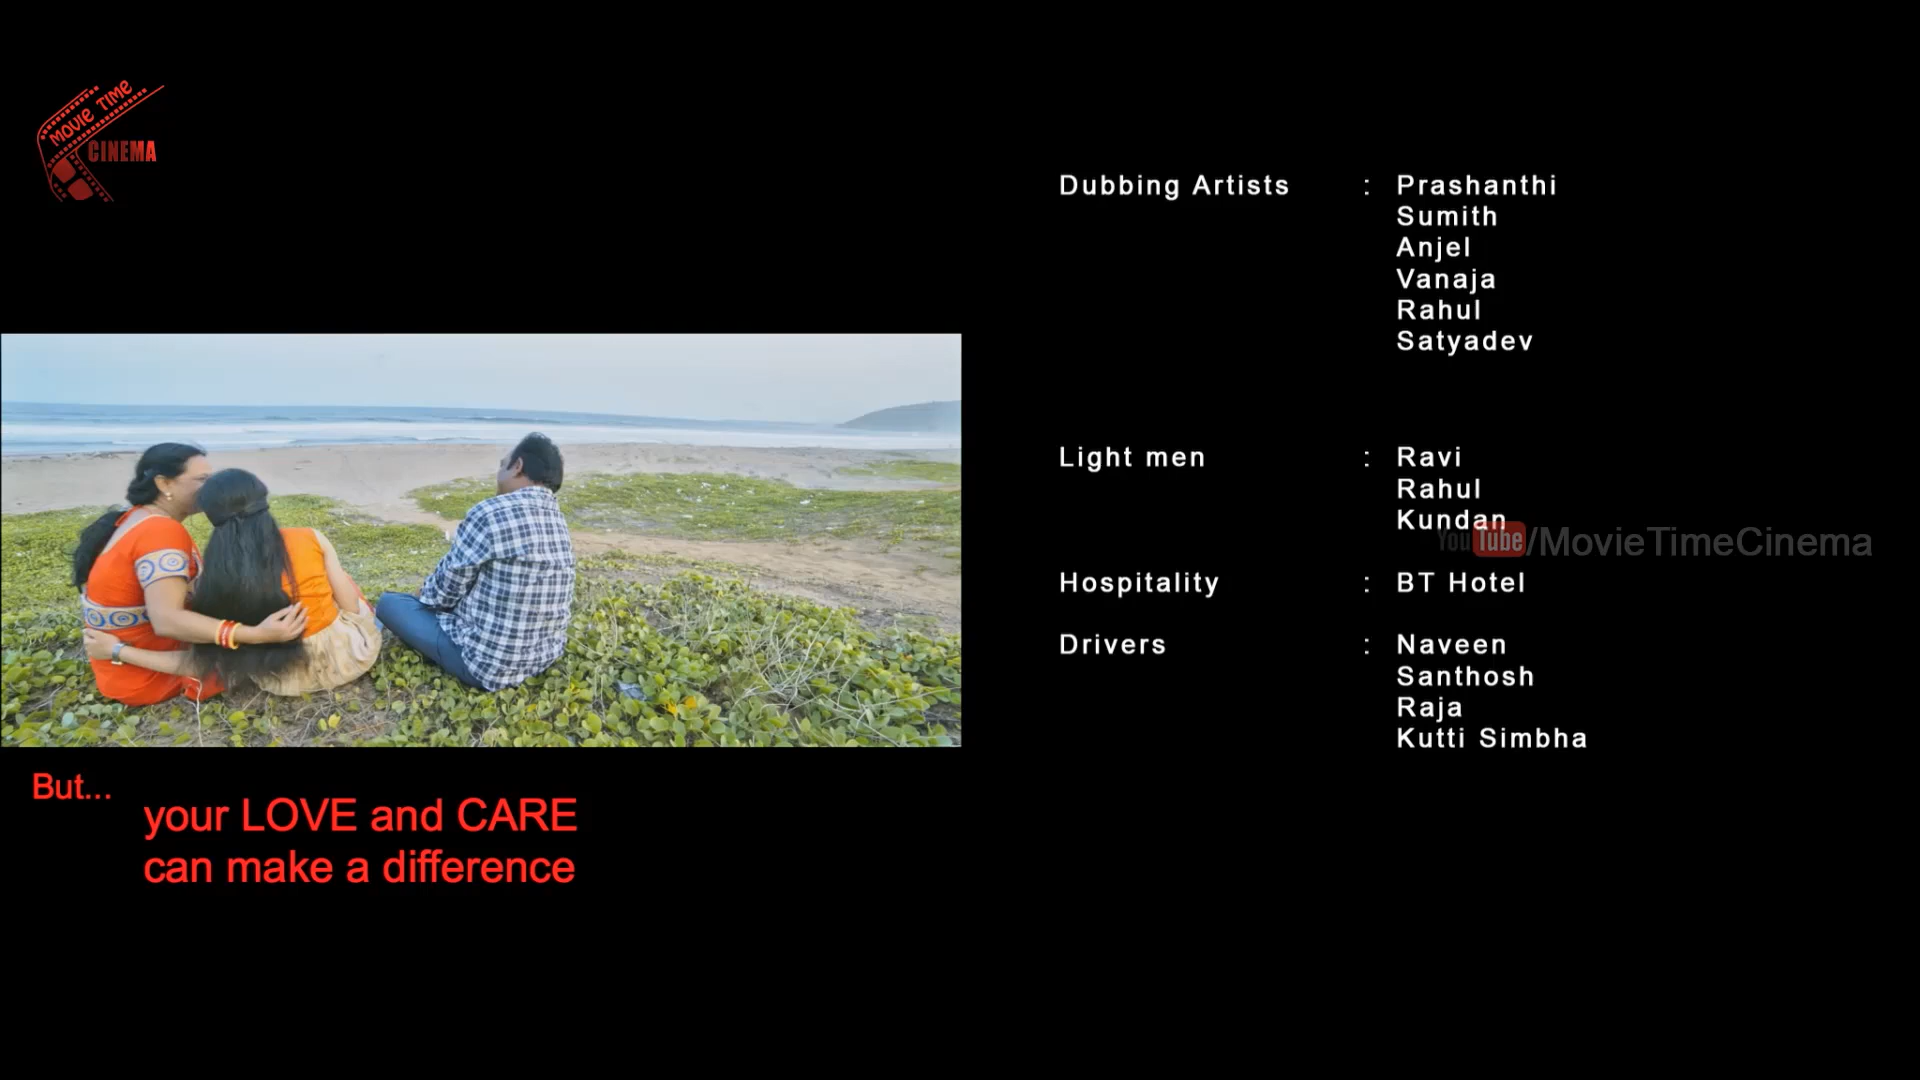 MOVIE TIME
CINEMA
Dubbing Artists : Prashanthi
Sumith
Anjel
Vanaja
Rahul
Satyadev
Light men : Ravi
Rahul
Kundan
YouTube/MovieTimeCinema
Hospitality : BT Hotel
Drivers : Naveen
Santhosh
Raja
Kutti Simbha
But...
your LOVE and CARE
can make a difference